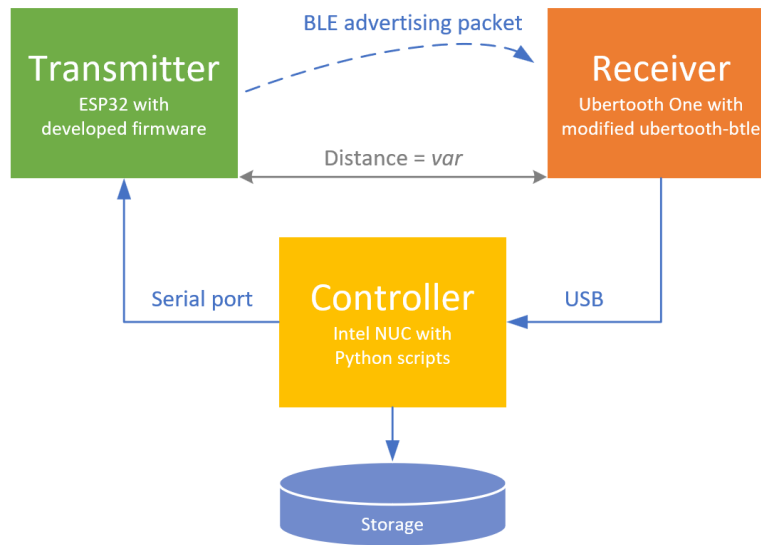 BLE advertising packet
Transmitter
ESP32 with
developed firmware
Receiver
Ubertooth One with
modified ubertooth-btle
Distance = var
Serial port
Controller
Intel NUC with
Python scripts
USB
Storage